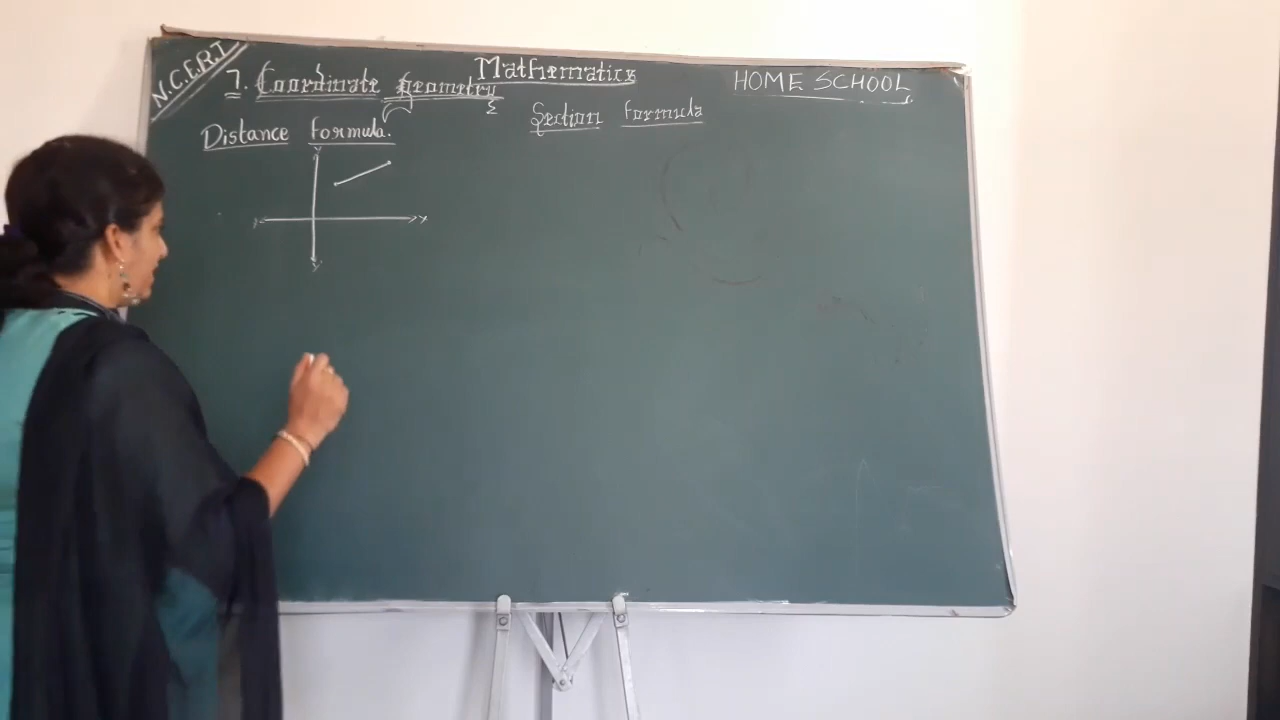 N.C.E.R.T
Mathematics
HOME SCHOOL
7. Coordinate Geometry
Distance formula.
Section formula
Y
X
Y'